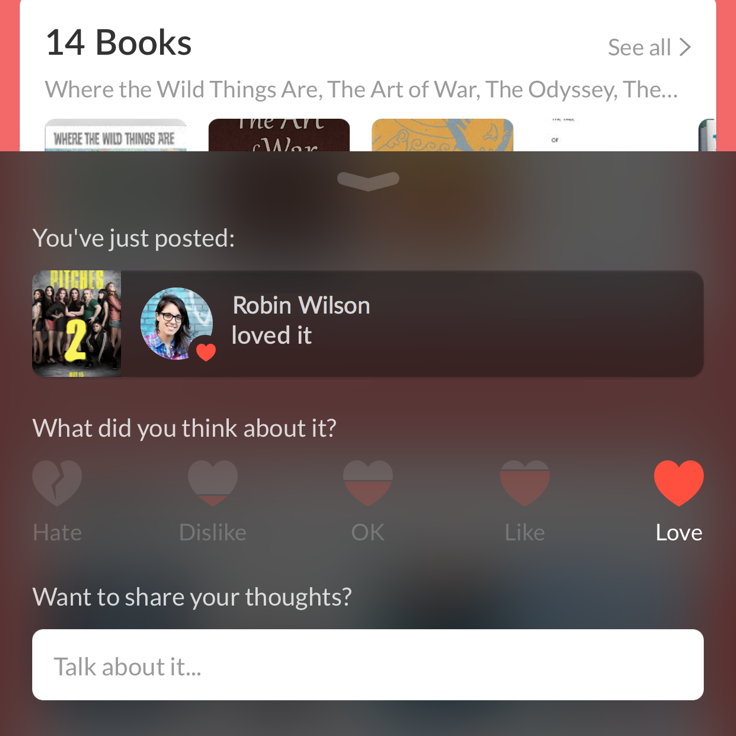 14 Books
See all
Where the Wild Things Are, The Art of War, The Odyssey, The...
WHERE THE WILD THINGS ARE
The Art
of War
OF
You've just posted:
PITCHES
2
Robin Wilson
loved it
What did you think about it?
Hate
Dislike
OK
Like
Love
Want to share your thoughts?
Talk about it...